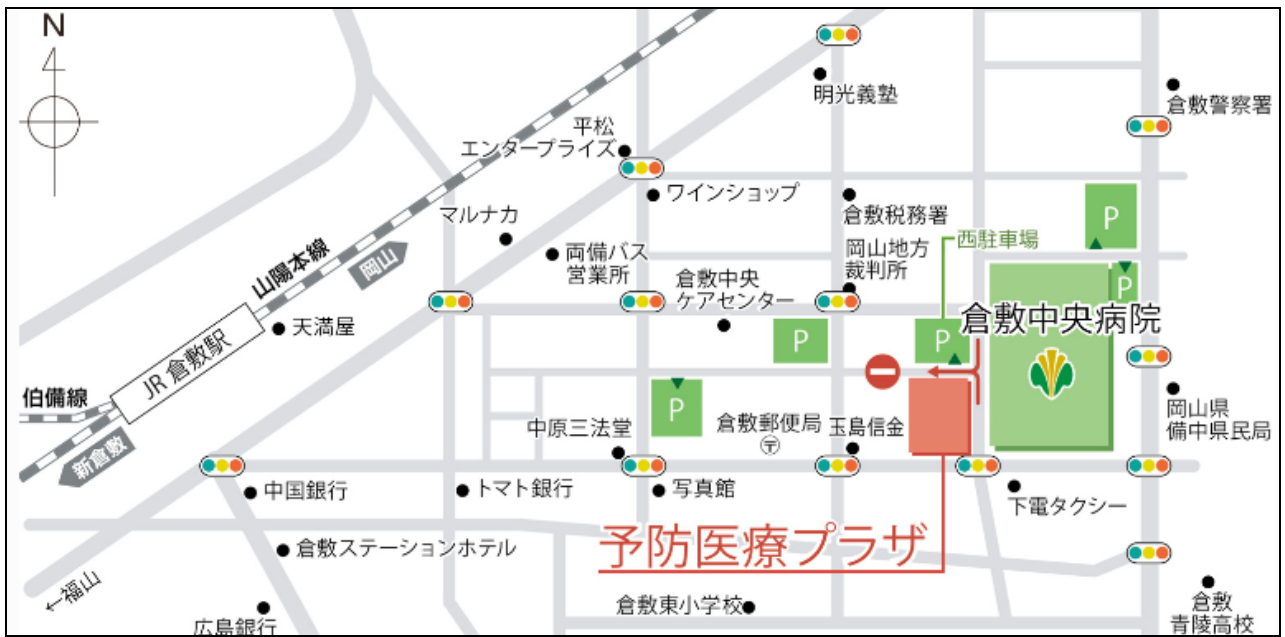 N
明光義塾
倉敷警察署
平松
エンタープライズ
ワインショップ
マルナカ
倉敷税務署
P
西駐車場
山陽本線
岡山
両備バス
営業所
岡山地方
裁判所
倉敷中央
ケアセンター
P
倉敷中央病院
天満屋
JR 倉敷駅
P
P
伯備線
新倉敷
P
中原三法堂
倉敷郵便局
〒
玉島信金
岡山県
備中県民局
中国銀行
トマト銀行
写真館
下電タクシー
予防医療プラザ
倉敷ステーションホテル
←福山
広島銀行
倉敷東小学校
倉敷
青陵高校